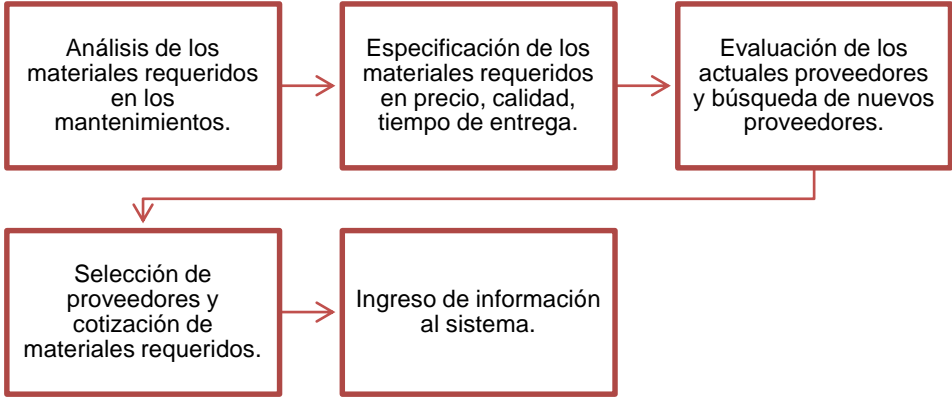 Análisis de los
materiales requeridos
en los
mantenimientos.
Especificación de los
materiales requeridos
en precio, calidad,
tiempo de entrega.
Evaluación de los
actuales proveedores
y búsqueda de nuevos
proveedores.
Selección de
proveedores y
cotización de
materiales requeridos.
Ingreso de información
al sistema.